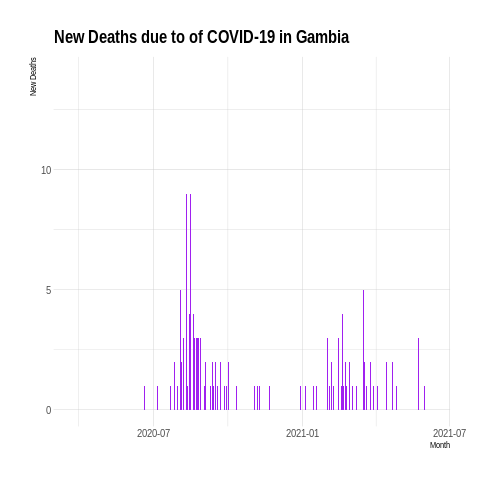 New Deaths due to of COVID-19 in Gambia
New Deaths
10
5
0
2020-07
2021-01
2021-07
Month